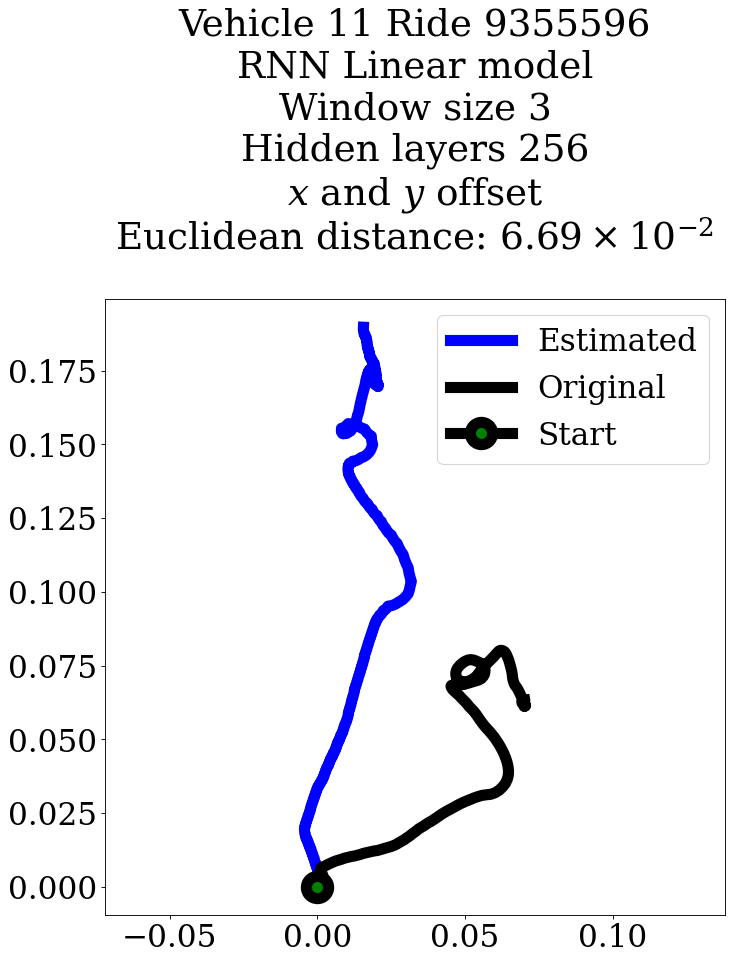 Vehicle 11 Ride 9355596
RNN Linear model
Window size 3
Hidden layers 256
x and y offset
Euclidean distance: 6.69 × 10⁻²
Estimated
Original
Start
0.175
0.150
0.125
0.100
0.075
0.050
0.025
0.000
−0.05 0.00 0.05 0.10